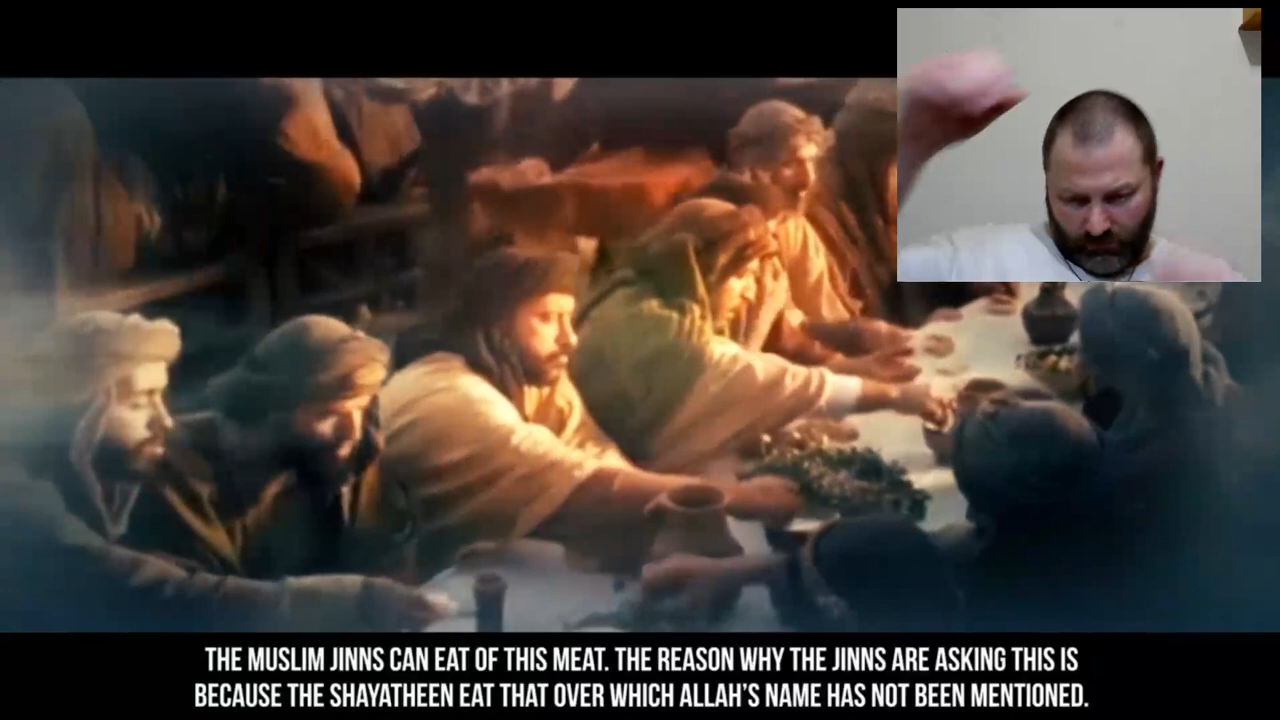 THE MUSLIM JINNS CAN EAT OF THIS MEAT. THE REASON WHY THE JINNS ARE ASKING THIS IS
BECAUSE THE SHAYATHEEN EAT THAT OVER WHICH ALLAH'S NAME HAS NOT BEEN MENTIONED.